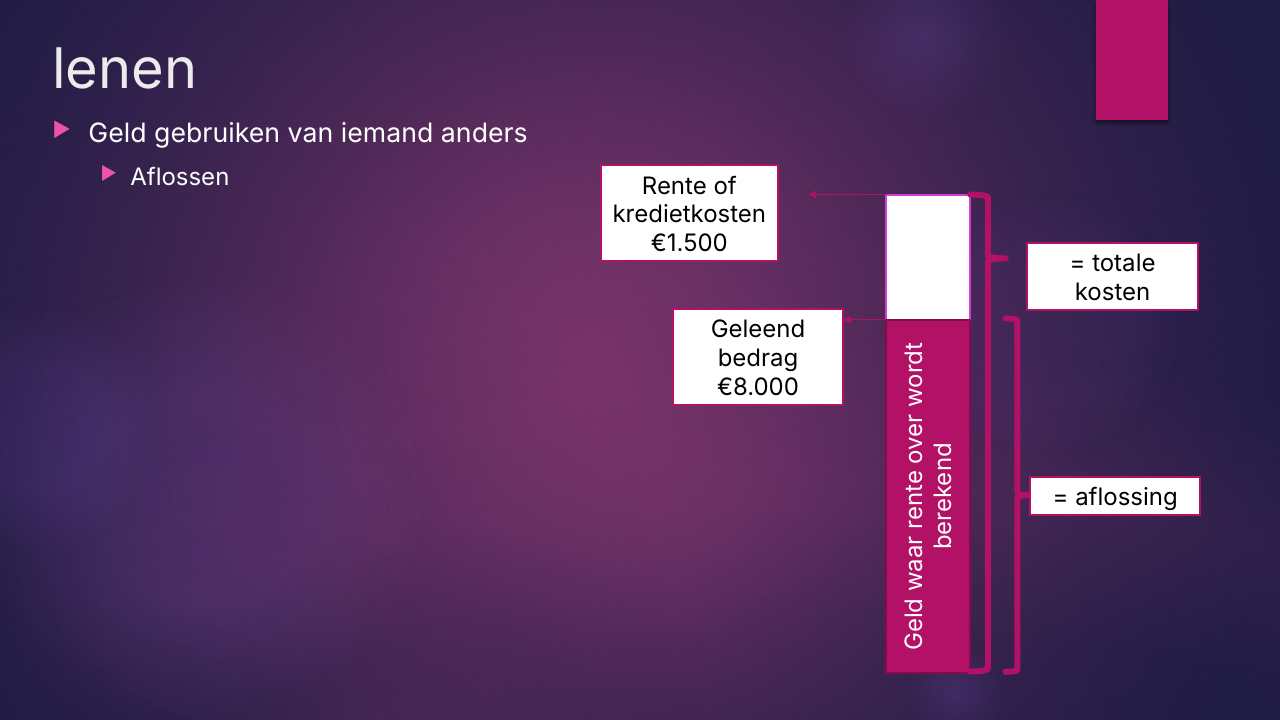 lenen
Geld gebruiken van iemand anders
Aflossen
Rente of
kredietkosten
€1.500
= totale
kosten
Geleend
bedrag
€8.000
Geld waar rente over wordt
berekend
= aflossing